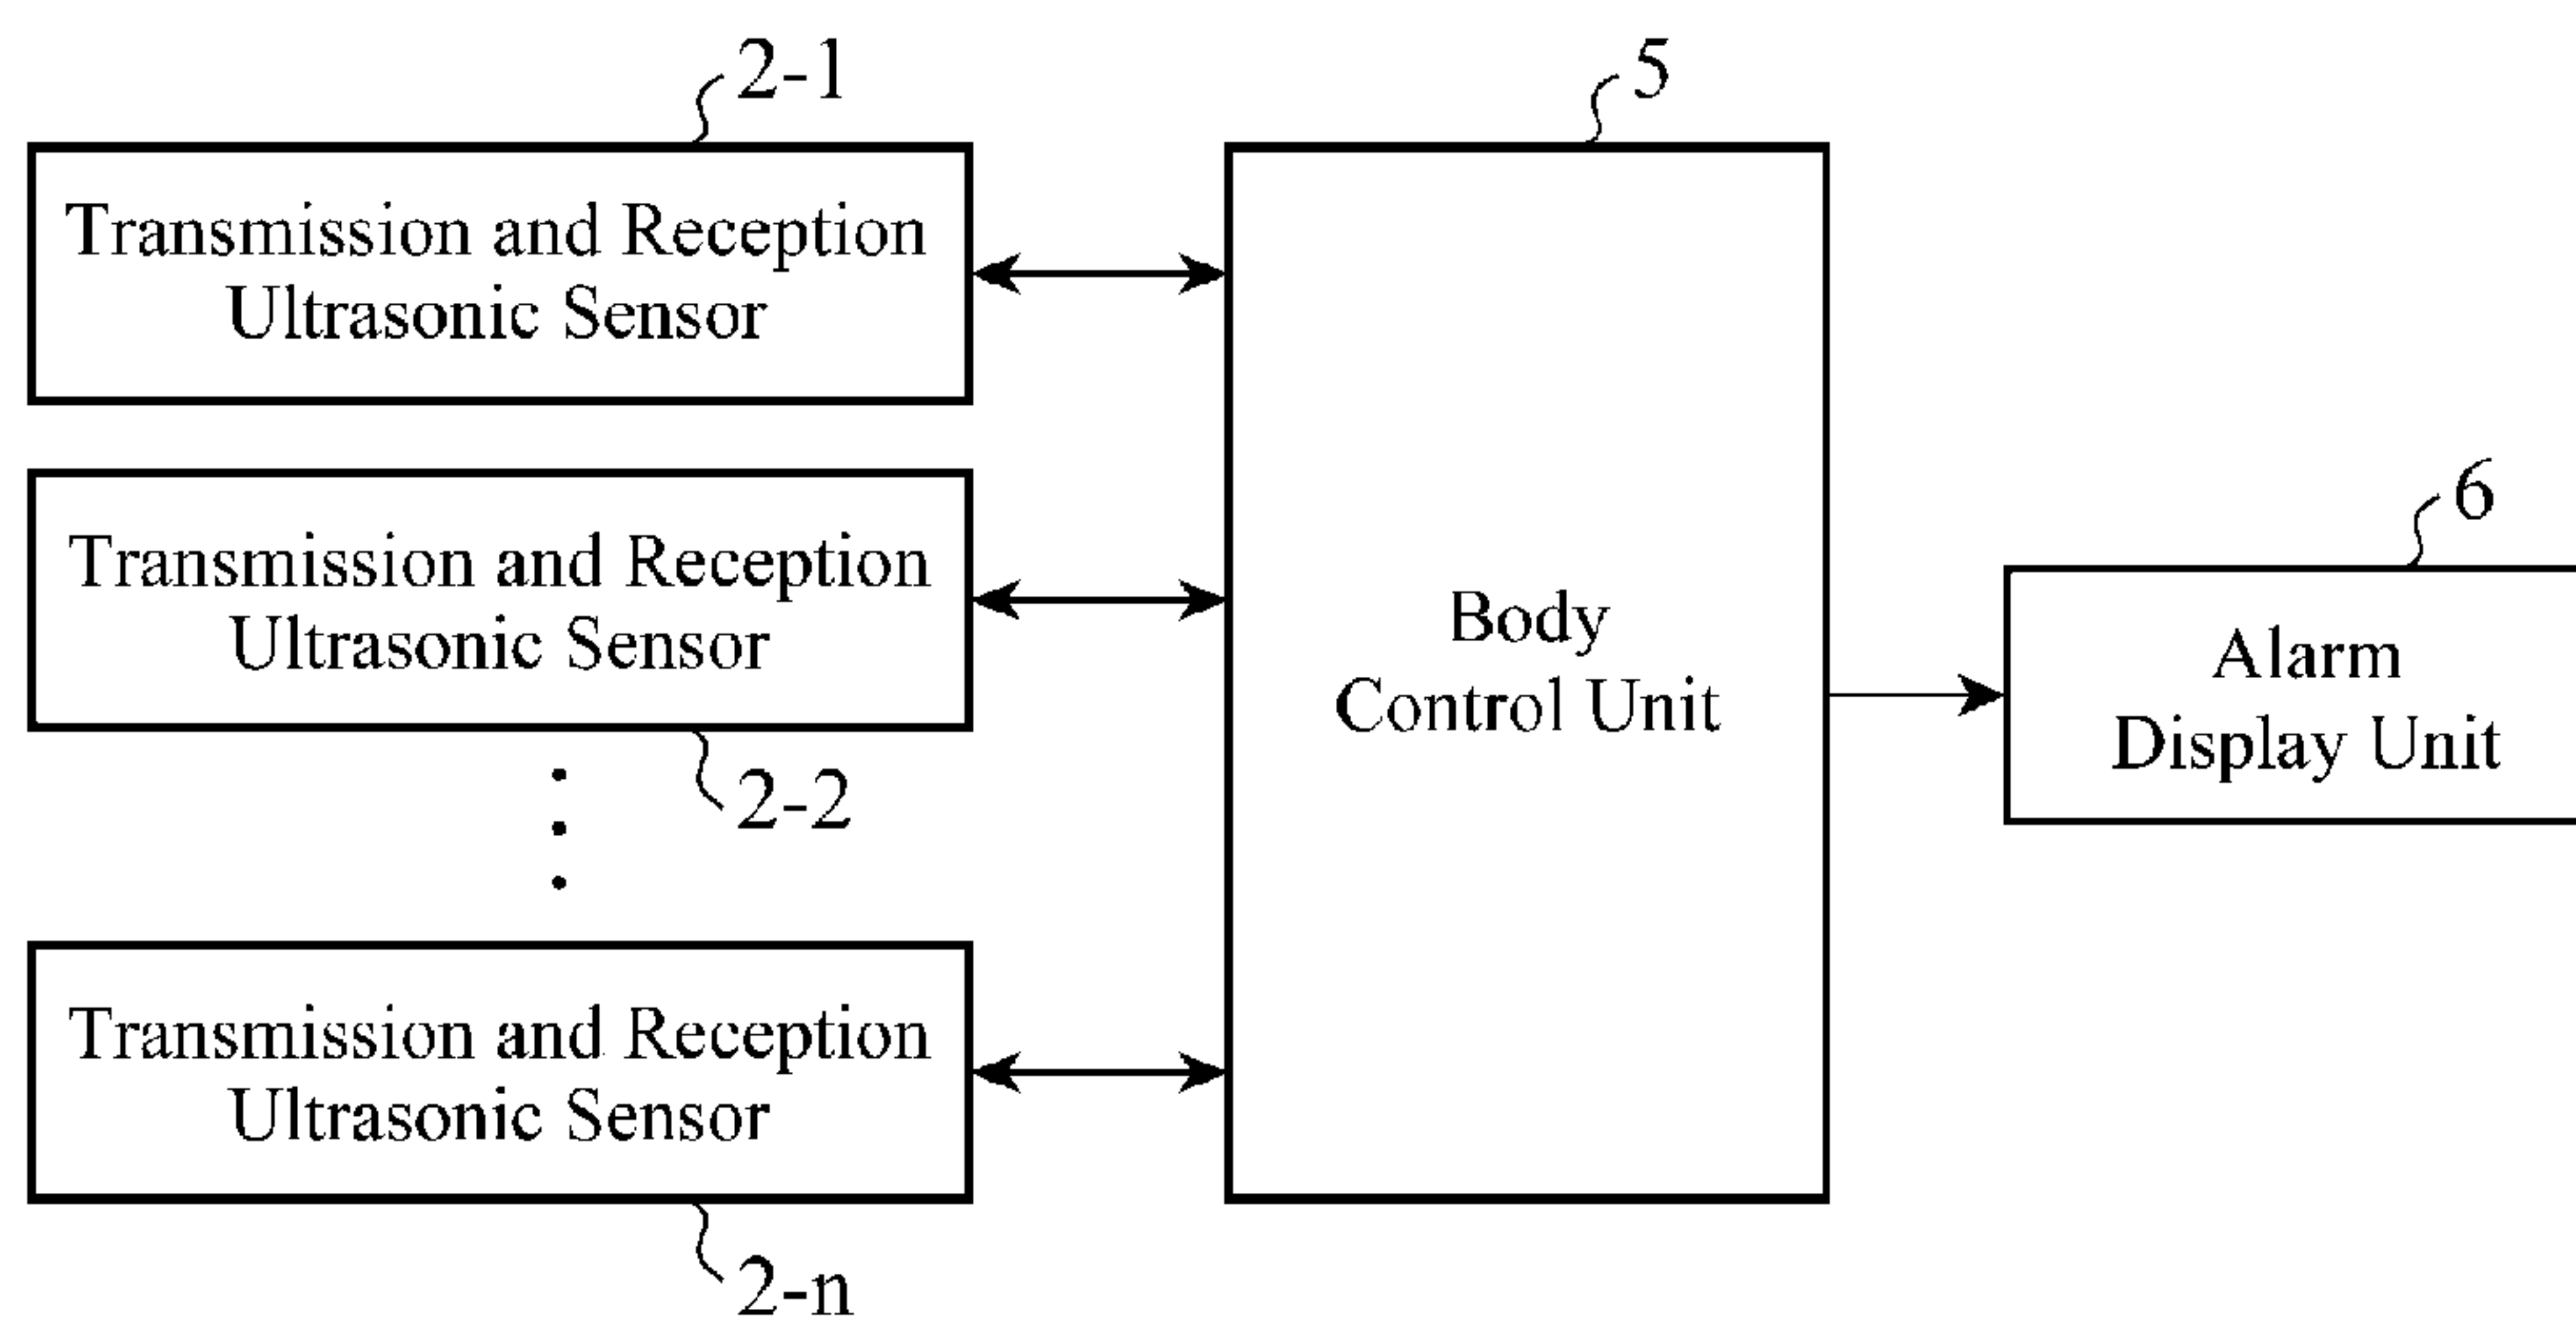 2-1
Transmission and Reception
Ultrasonic Sensor
Transmission and Reception
Ultrasonic Sensor
2-2
Transmission and Reception
Ultrasonic Sensor
2-n
5
Body
Control Unit
6
Alarm
Display Unit